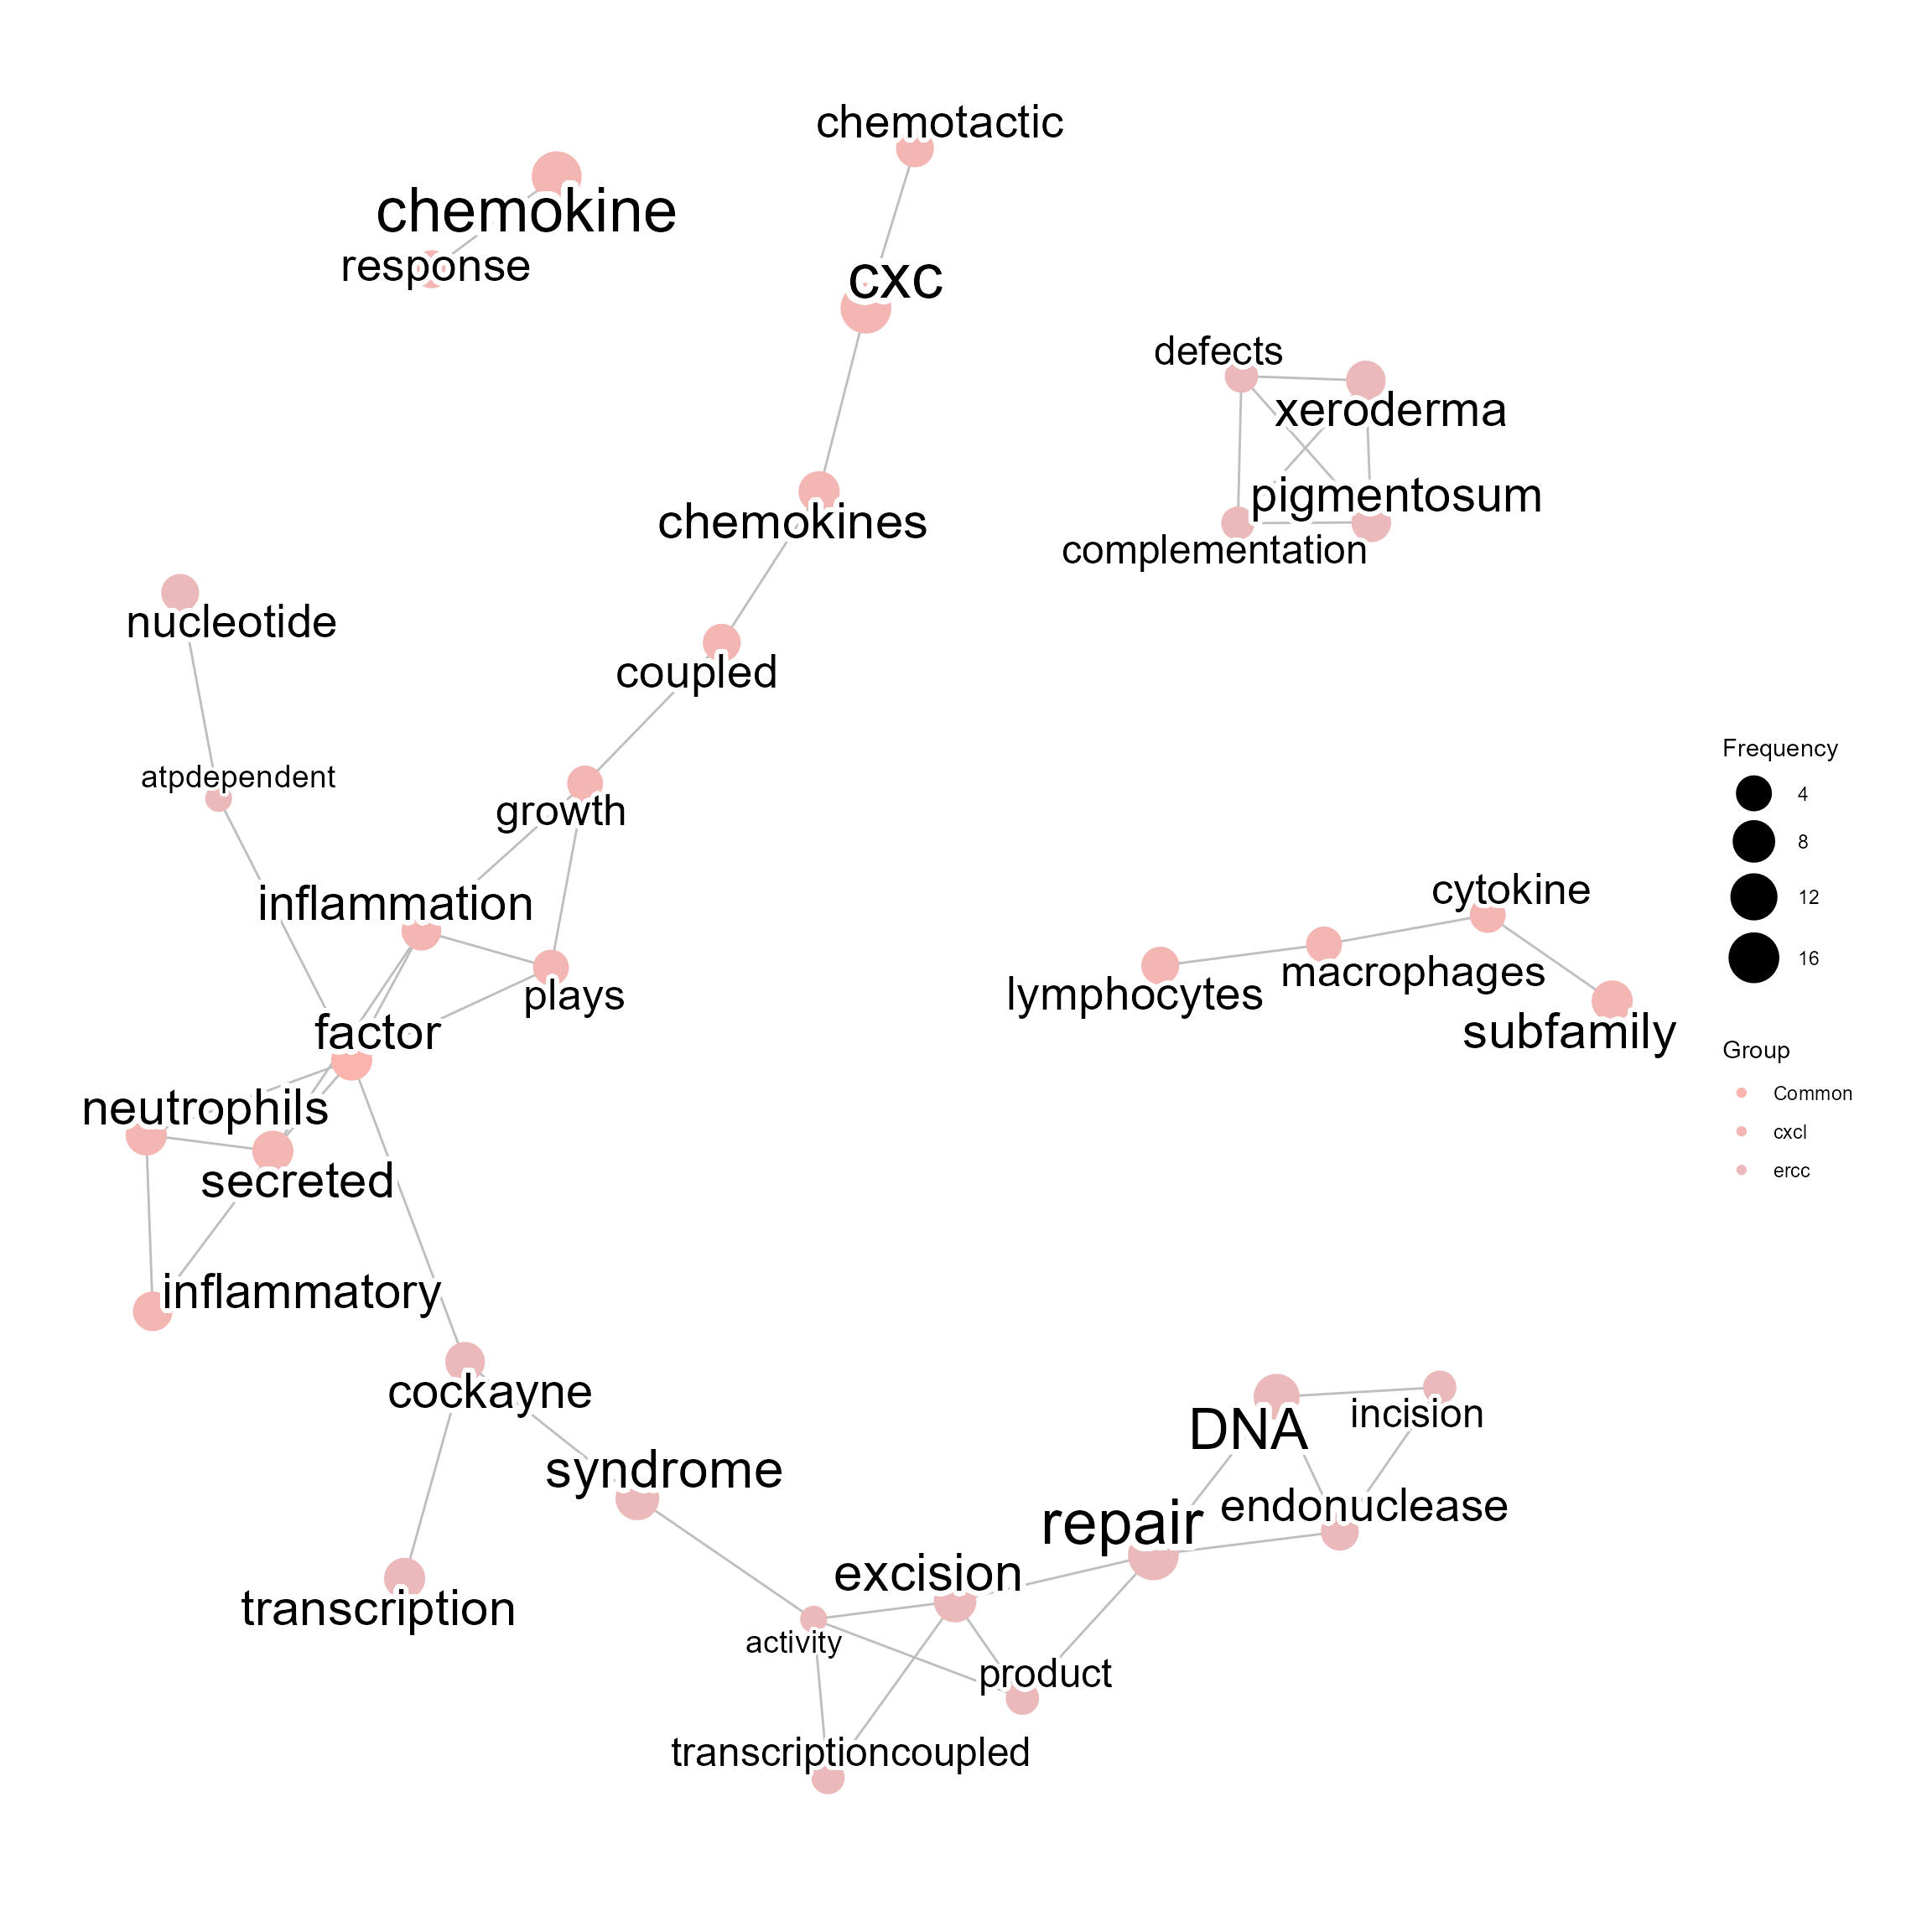 chemotactic
chemokine
response
cxc
defects
xeroderma
pigmentosum
complementation
chemokines
nucleotide
coupled
atpdependent
growth
inflammation
plays
factor
neutrophils
secreted
inflammatory
cytokine
macrophages
lymphocytes
subfamily
Frequency
4
8
12
16
Group
Common
cxcl
ercc
cockayne
syndrome
transcription
DNA
incision
endonuclease
repair
excision
activity
product
transcriptioncoupled